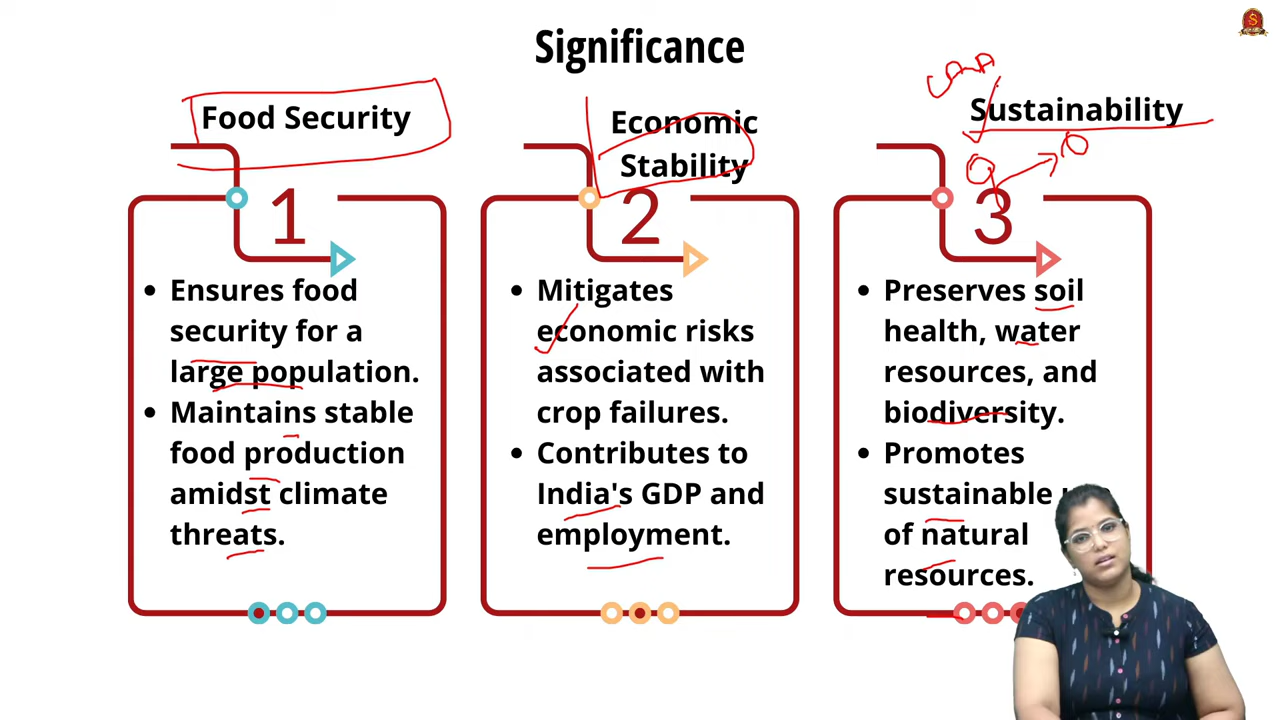 Significance
Food Security
1
Ensures food
security for a
large population.
Maintains stable
food production
amidst climate
threats.
Economic
Stability
2
Mitigates
economic risks
associated with
crop failures.
Contributes to
India's GDP and
employment.
Sustainability
3
Preserves soil
health, water
resources, and
biodiversity.
Promotes
sustainable
of natural
resources.